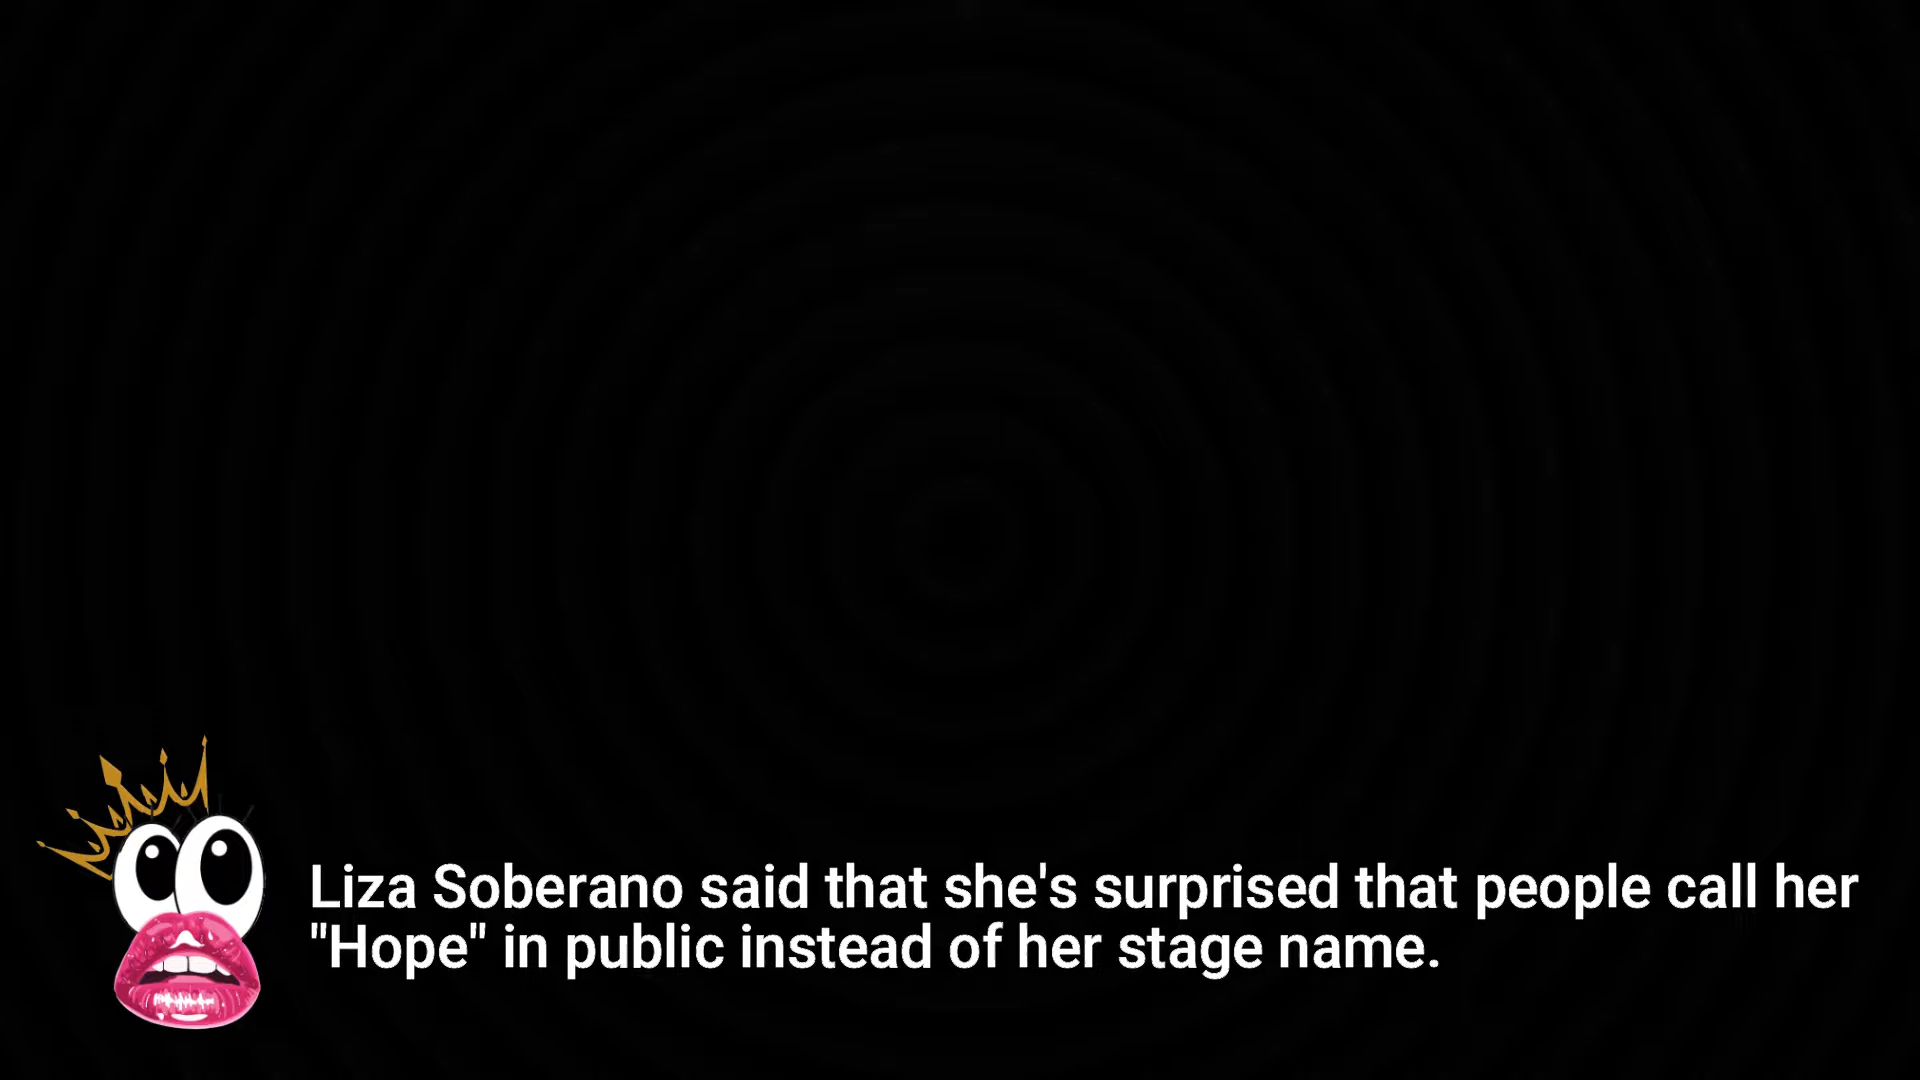 Liza Soberano said that she's surprised that people call her
"Hope" in public instead of her stage name.